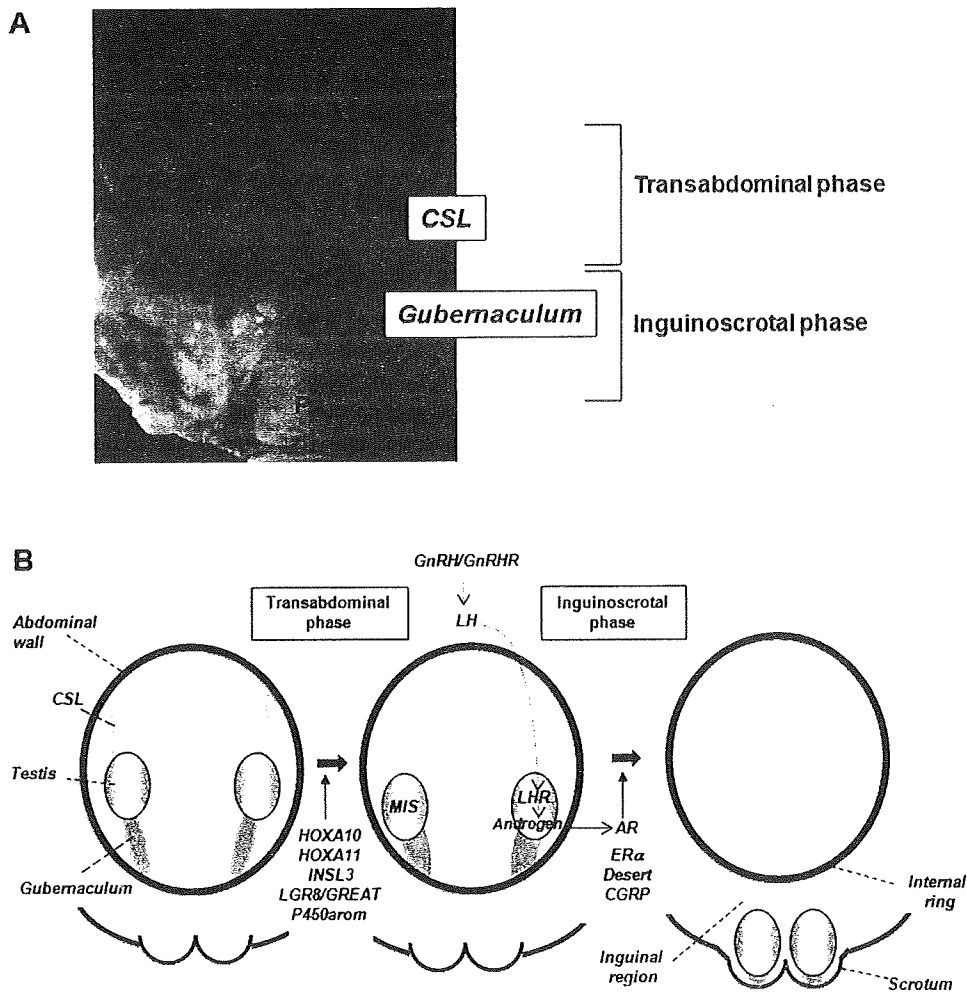 A
Transabdominal phase
CSL
Gubernaculum
Inguinoscrotal phase
B
GnRH/GnRHR
Transabdominal
phase
LH
Inguinoscrotal
phase
Abdominal
wall
CSL
Testis
Gubernaculum
HOXA10
HOXA11
INSL3
LGR8/GREAT
P450arom
MIS
LHR
Androgen
AR
ERα
Desert
CGRP
Internal
ring
Inguinal
region
Scrotum